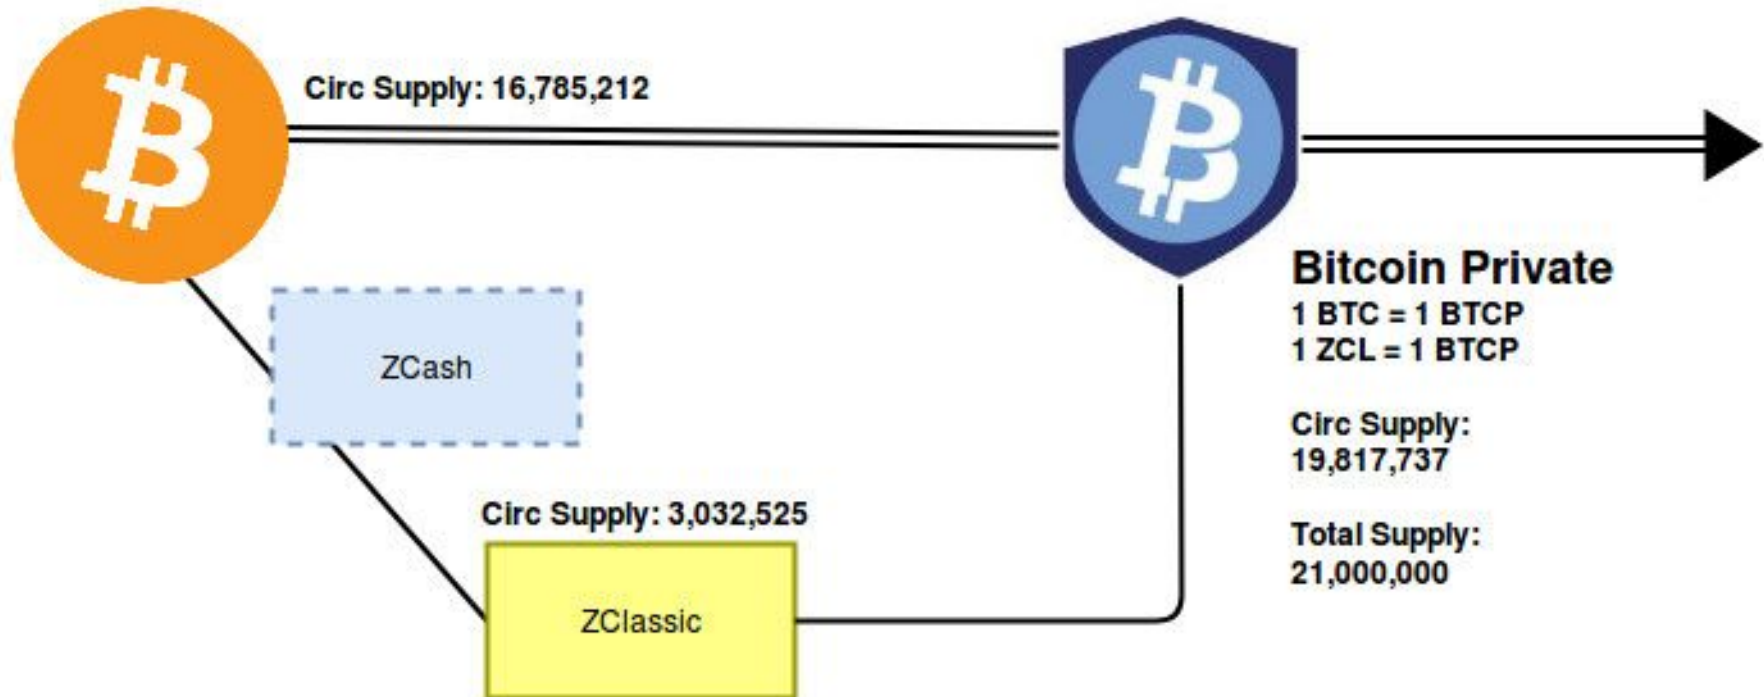 Circ Supply: 16,785,212
ZCash
Circ Supply: 3,032,525
ZClassic
Bitcoin Private
1 BTC = 1 BTCP
1 ZCL = 1 BTCP
Circ Supply:
19,817,737
Total Supply:
21,000,000